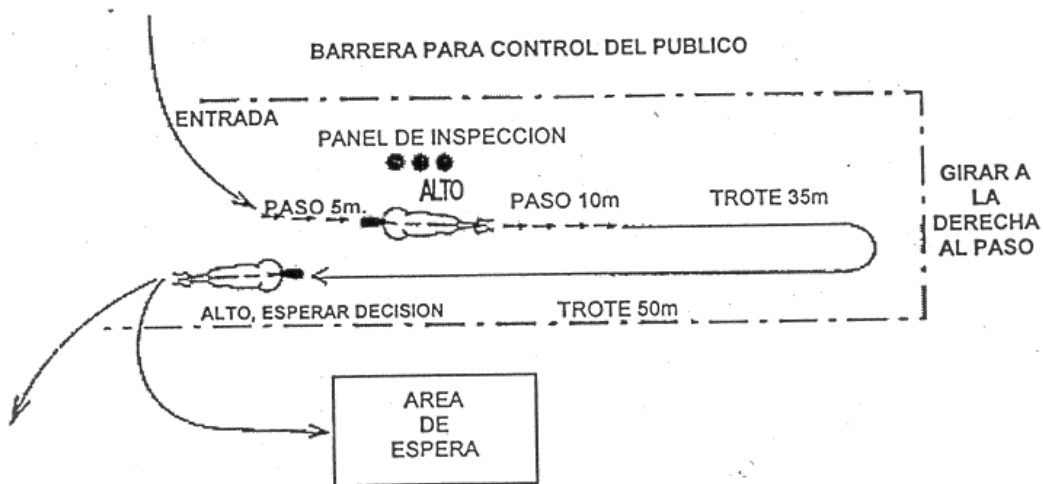 BARRERA PARA CONTROL DEL PUBLICO
ENTRADA
PANEL DE INSPECCION
ALTO
PASO 5m.
PASO 10m
TROTE 35m
GIRAR A
LA
DERECHA
AL PASO
ALTO, ESPERAR DECISION
TROTE 50m
AREA
DE
ESPERA